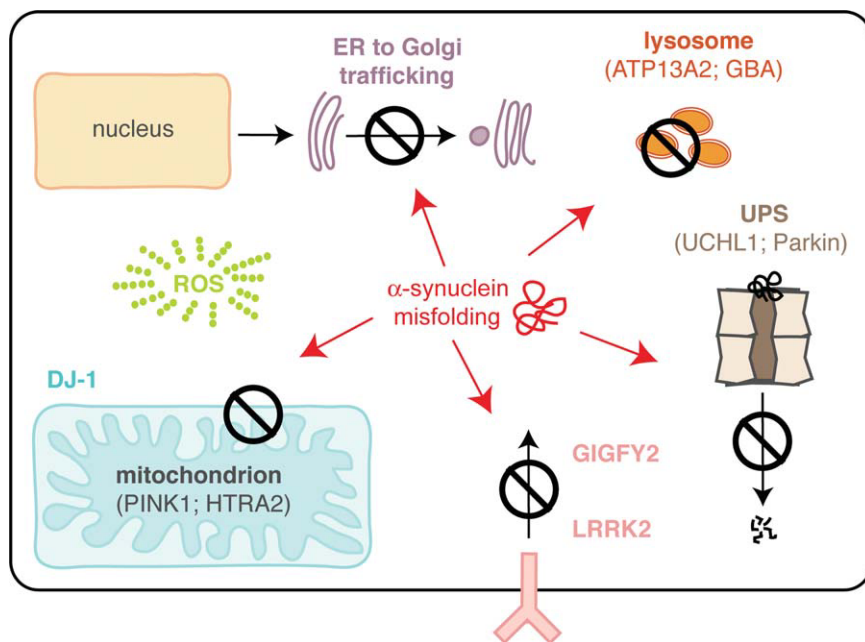 ER to Golgi
trafficking
lysosome
(ATP13A2; GBA)
nucleus
UPS
(UCHL1; Parkin)
ROS
α-synuclein
misfolding
DJ-1
mitochondrion
(PINK1; HTRA2)
GIGFY2
LRRK2